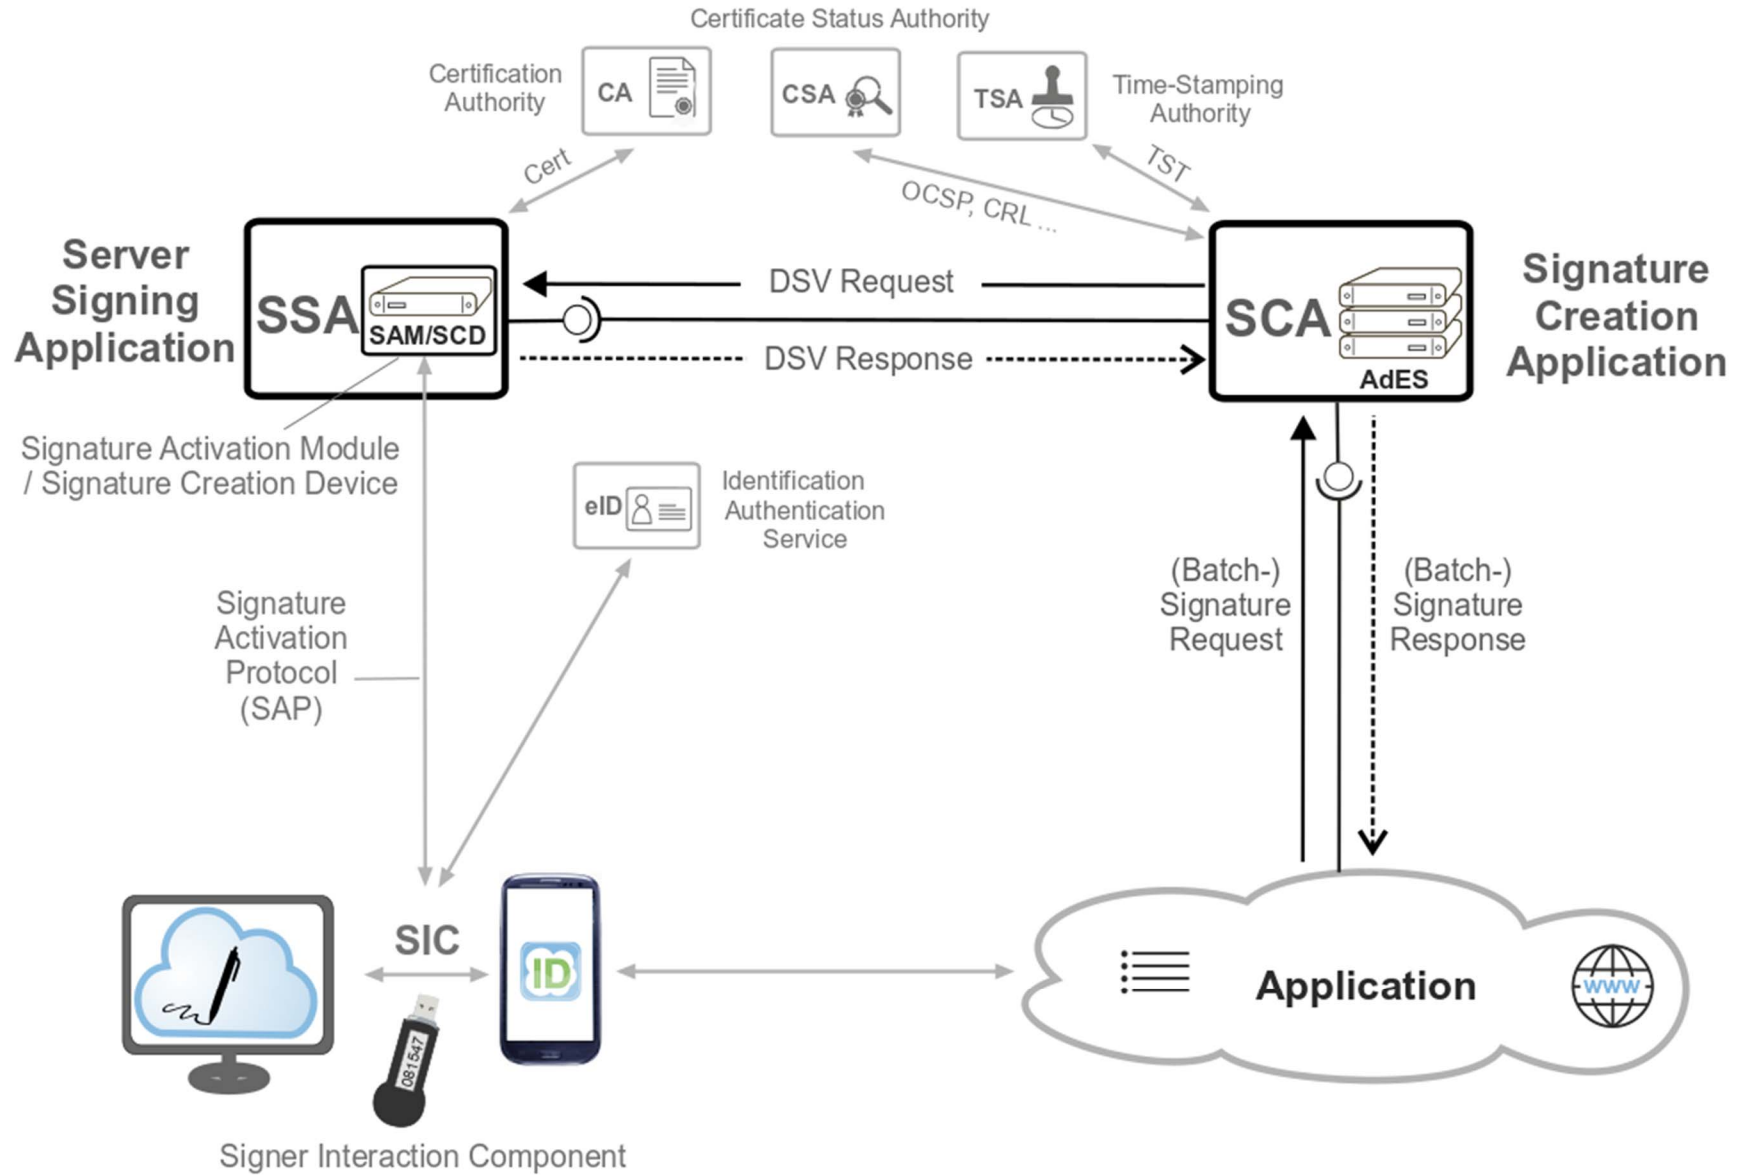 Certificate Status Authority
Certification
Authority
CA
CSA
TSA
Time-Stamping
Authority
Cert
TST
OCSP, CRL ...
Server
Signing
Application
SSA
SAM/SCD
DSV Request
DSV Response
SCA
AdES
Signature
Creation
Application
Signature Activation Module
/ Signature Creation Device
eID
Identification
Authentication
Service
Signature
Activation
Protocol
(SAP)
(Batch-)
Signature
Request
(Batch-)
Signature
Response
SIC
ID
081547
Application
www
Signer Interaction Component